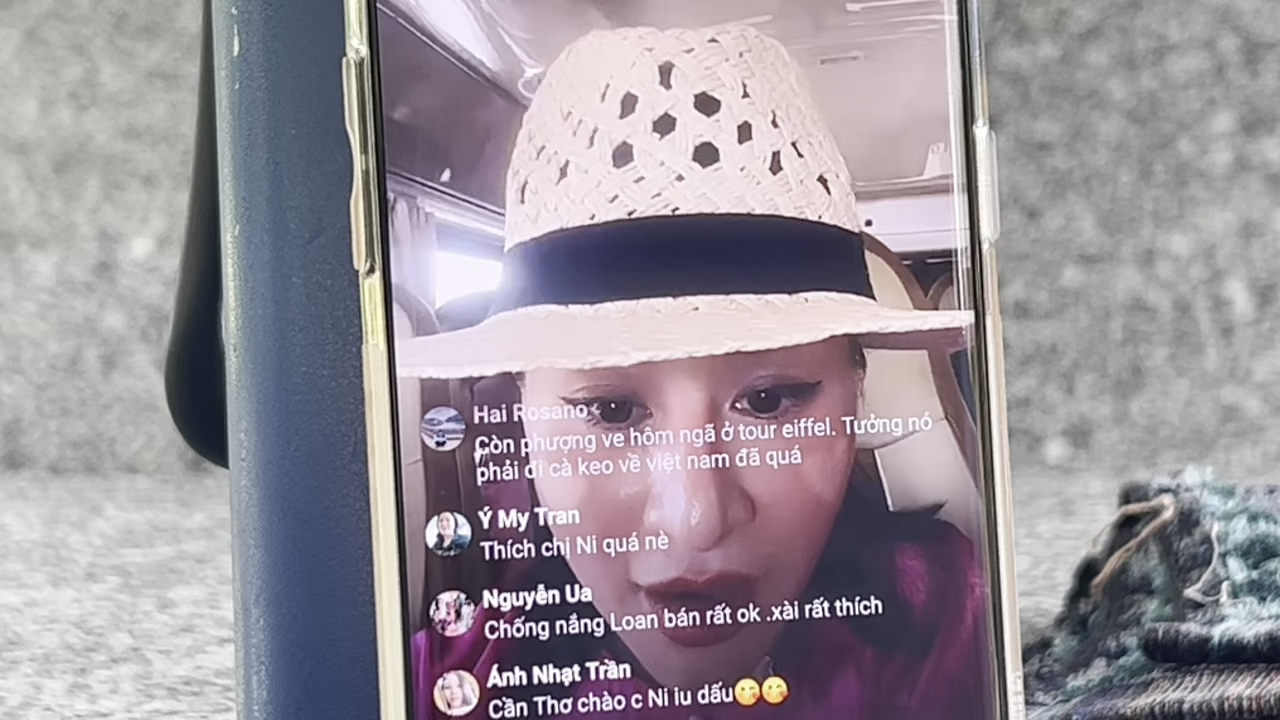 Hai Rosano
Còn phượng ve hôm ngã ở tour eiffel. Tưởng nó
phải đi cà keo về việt nam đã quá
Ý My Tran
Thích chị Ni quá nè
Nguyễn Ua
Chống nắng Loan bán rất ok .xài rất thích
Ánh Nhạt Trần
Cần Thơ chào c Ni iu dấu😋😋